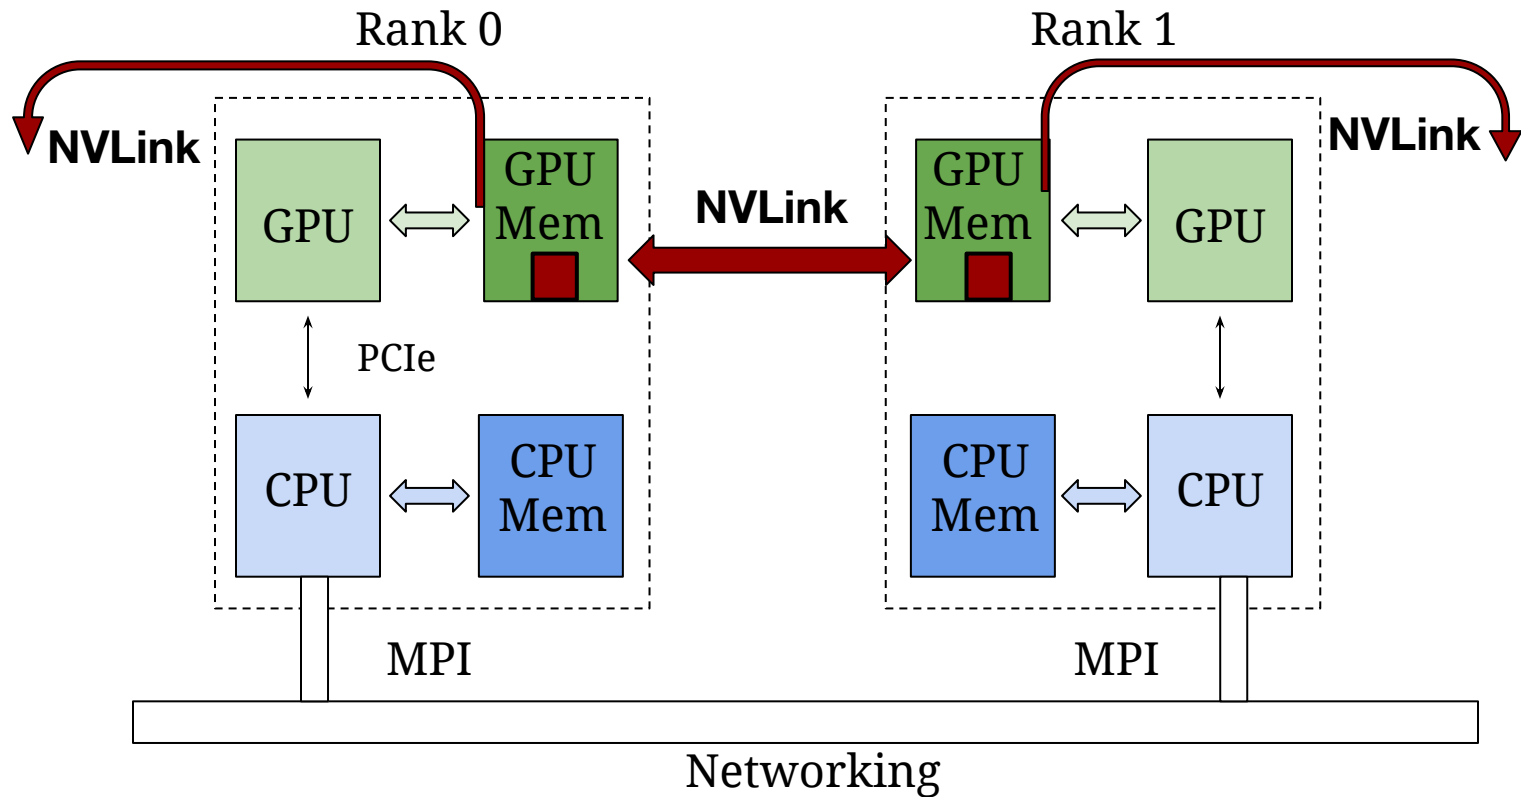 Rank 0
Rank 1
NVLink
NVLink
NVLink
GPU
GPU
Mem
GPU
Mem
GPU
PCIe
CPU
CPU
Mem
CPU
Mem
CPU
MPI
MPI
Networking